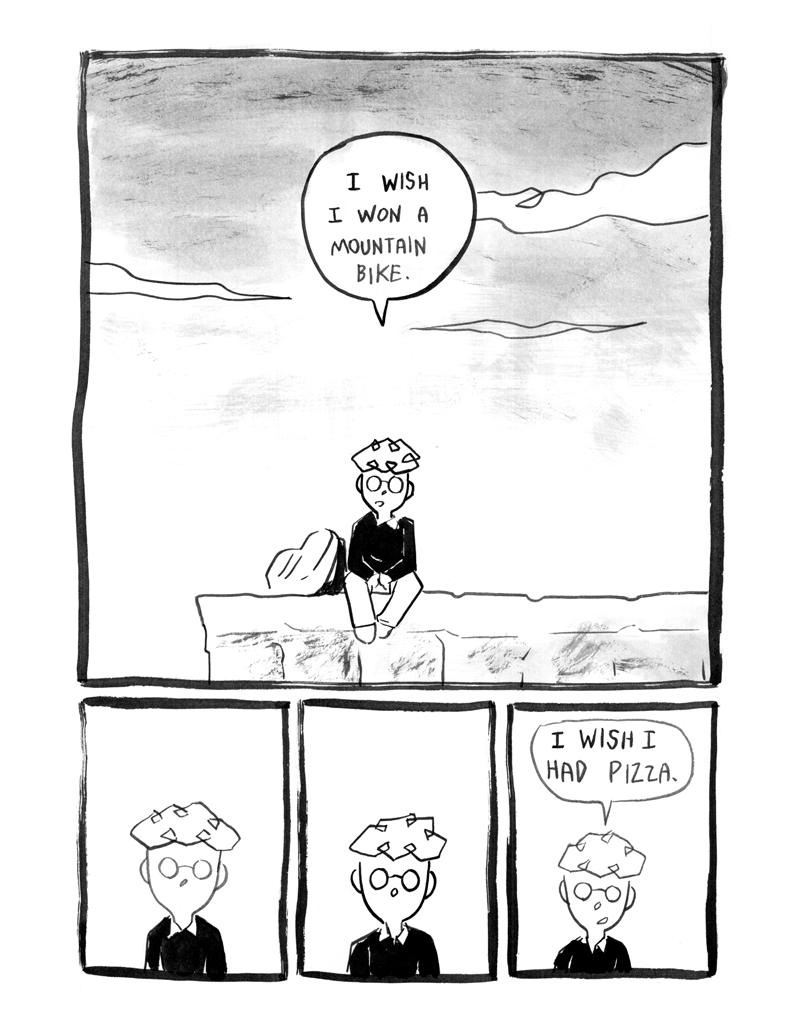 I WISH
I WON A
MOUNTAIN
BIKE.
I WISH I
HAD PIZZA.